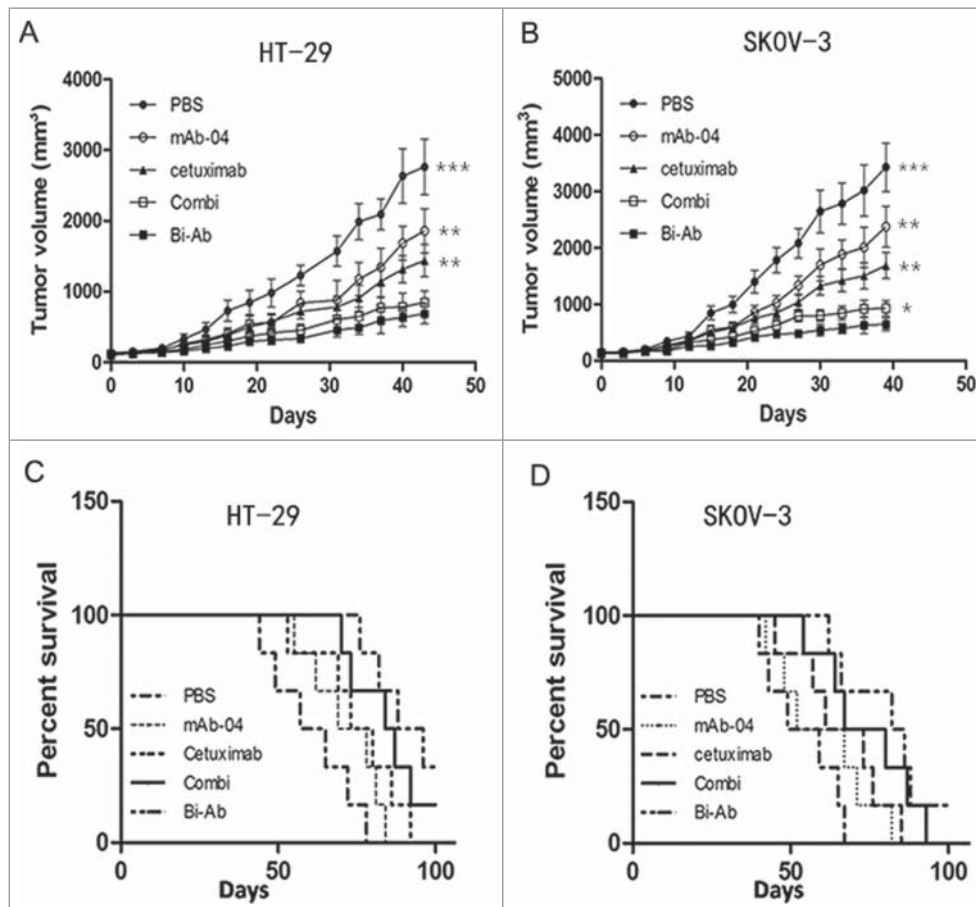 A
HT-29
Tumor volume (mm³)
4000
3000
2000
1000
0
PBS
mAb-04
cetuximab
Combi
Bi-Ab
***
**
**
0 10 20 30 40 50
Days
B
SKOV-3
Tumor volume (mm³)
5000
4000
3000
2000
1000
0
PBS
mAb-04
cetuximab
Combi
Bi-Ab
***
**
**
*
0 10 20 30 40 50
Days
C
HT-29
Percent survival
150
100
50
0
PBS
mAb-04
Cetuximab
Combi
Bi-Ab
0 50 100
Days
D
SKOV-3
Percent survival
150
100
50
0
PBS
mAb-04
cetuximab
Combi
Bi-Ab
0 50 100
Days